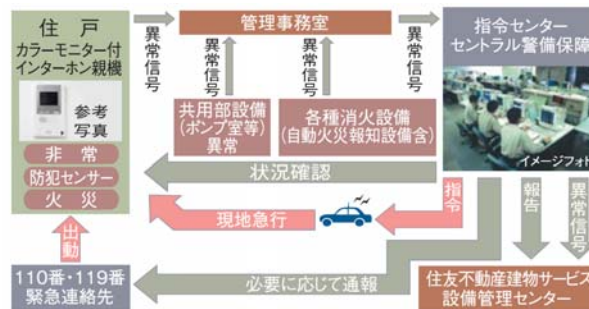 住戸
カラーモニター付
インターホン親機
参考
写真
非常
防犯センサー
火災
異常信号
管理事務室
異常信号
異常信号
異常信号
共用部設備
(ポンプ室等)
異常
各種消火設備
(自動火災報知設備含)
指令センター
セントラル警備保障
イメージフォト
状況確認
指令
現地急行
出動
110番・119番
緊急連絡先
必要に応じて通報
報告
異常信号
住友不動産建物サービス
設備管理センター